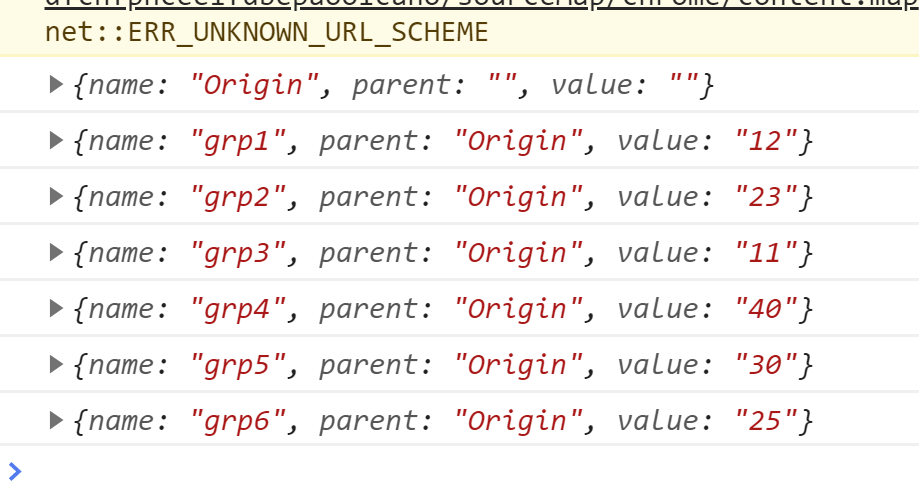 net::ERR_UNKNOWN_URL_SCHEME
{name: "Origin", parent: "", value: ""}
{name: "grp1", parent: "Origin", value: "12"}
{name: "grp2", parent: "Origin", value: "23"}
{name: "grp3", parent: "Origin", value: "11"}
{name: "grp4", parent: "Origin", value: "40"}
{name: "grp5", parent: "Origin", value: "30"}
{name: "grp6", parent: "Origin", value: "25"}